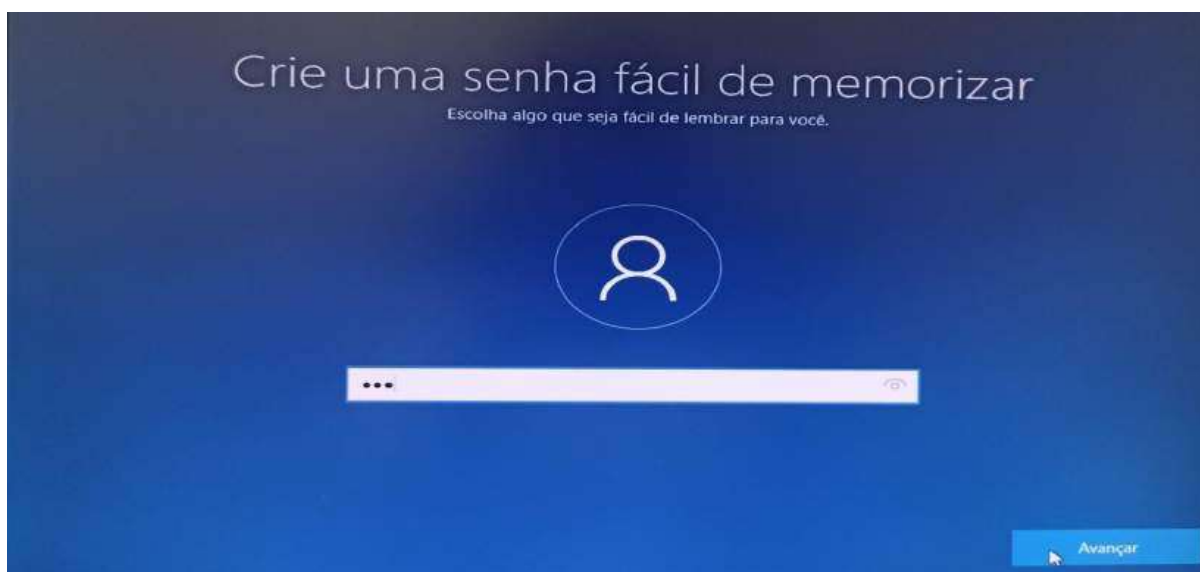 Crie uma senha fácil de memorizar
Escolha algo que seja fácil de lembrar para você.
•••
Avançar